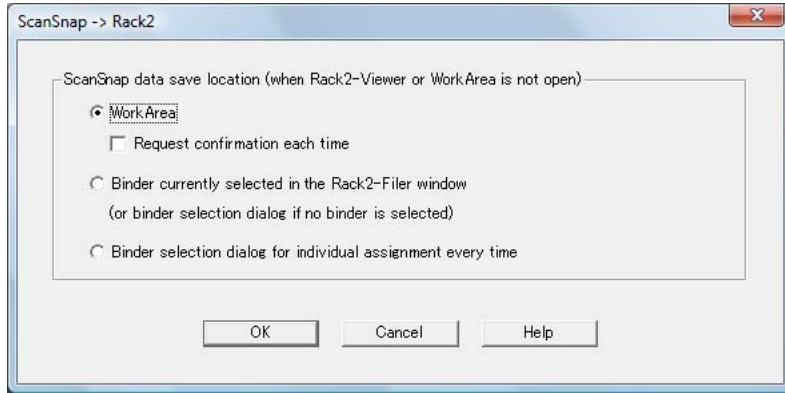 ScanSnap -> Rack2
ScanSnap data save location (when Rack2-Viewer or WorkArea is not open)
WorkArea
Request confirmation each time
Binder currently selected in the Rack2-Filer window
(or binder selection dialog if no binder is selected)
Binder selection dialog for individual assignment every time
OK Cancel Help